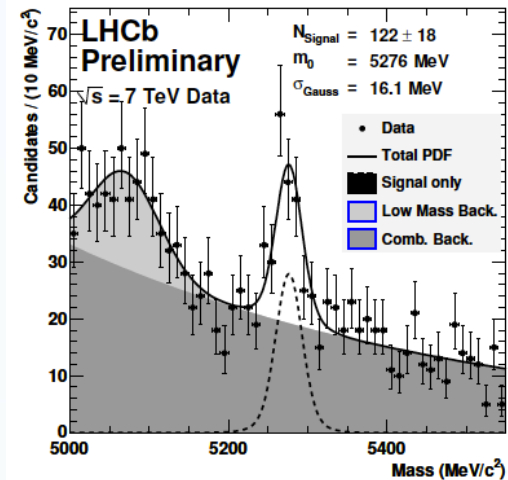 LHCb
Preliminary
√s = 7 TeV Data
N_Signal = 122 ± 18
m_0 = 5276 MeV
σ_Gauss = 16.1 MeV
Data
Total PDF
Signal only
Low Mass Back.
Comb. Back.
Candidates / (10 MeV/c²)
70
60
50
40
30
20
10
0
5000
5200
5400
Mass (MeV/c²)